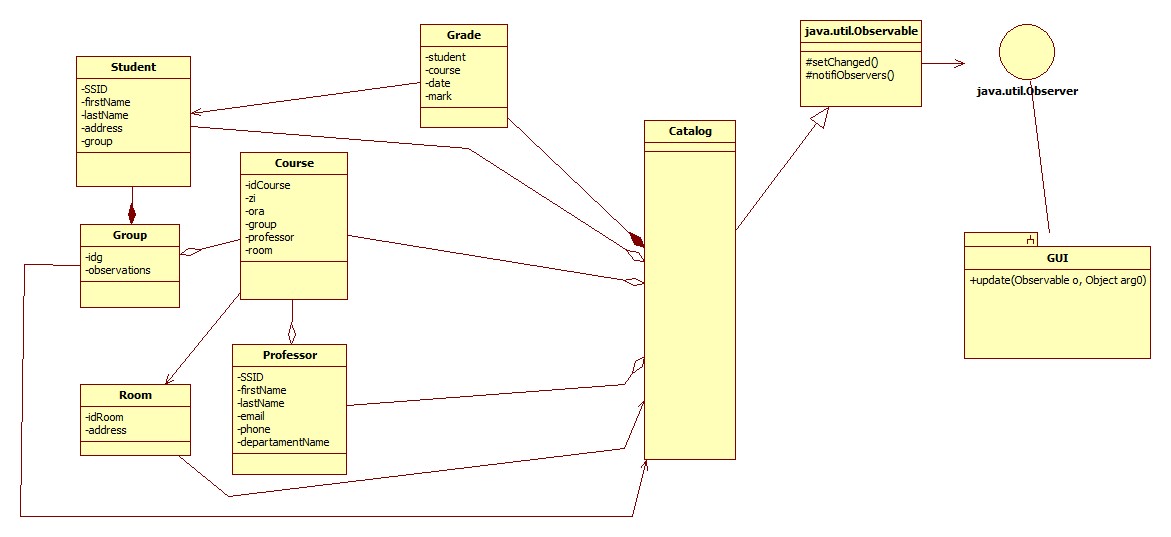 Student
-SSID
-firstName
-lastName
-address
-group
Grade
-student
-course
-date
-mark
java.util.Observable
#setChanged()
#notifiObservers()
java.util.Observer
Catalog
Course
-idCourse
-zi
-ora
-group
-professor
-room
Group
-idg
-observations
GUI
+update(Observable o, Object arg0)
Professor
-SSID
-firstName
-lastName
-email
-phone
-departamentName
Room
-idRoom
-address